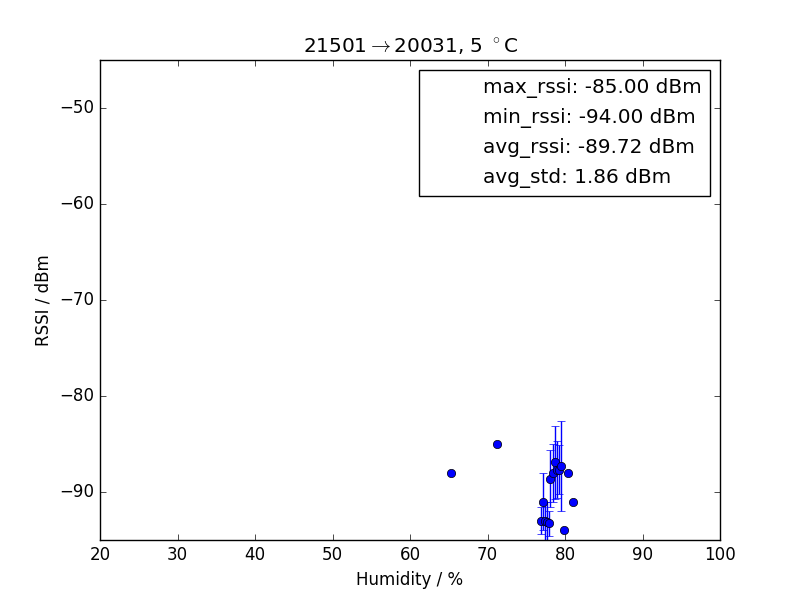 21501→20031, 5 °C
max_rssi: -85.00 dBm
min_rssi: -94.00 dBm
avg_rssi: -89.72 dBm
avg_std: 1.86 dBm
RSSI / dBm
−50
−60
−70
−80
−90
20 30 40 50 60 70 80 90 100
Humidity / %